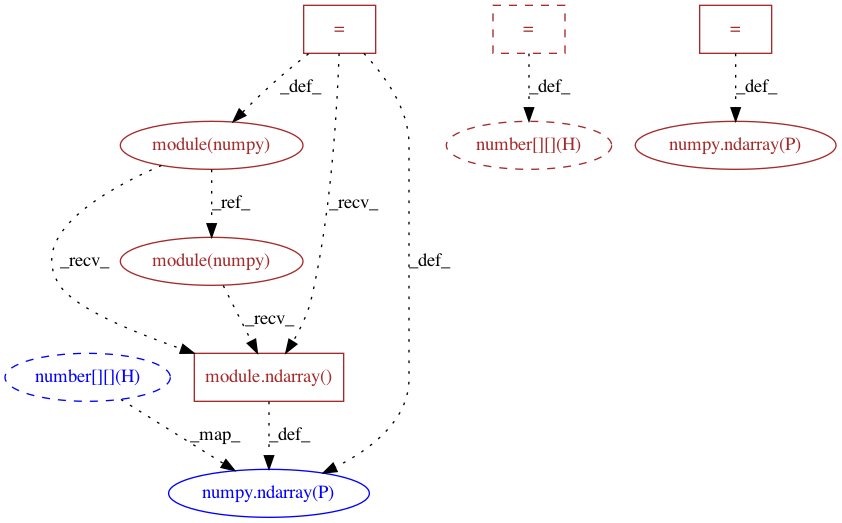 =
=
=
_def_
_def_
_def_
module(numpy)
number[][](H)
numpy.ndarray(P)
_ref_
_recv_
_recv_
_def_
module(numpy)
_recv_
number[][](H)
module.ndarray()
_map_
_def_
numpy.ndarray(P)